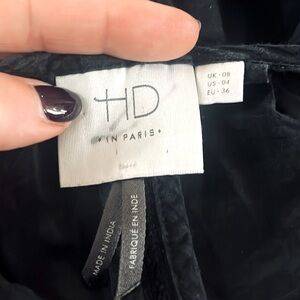 HD
• IN PARIS •
UK - 08
US - 04
EU - 36
MADE IN INDIA
FABRIQUÉ EN INDE